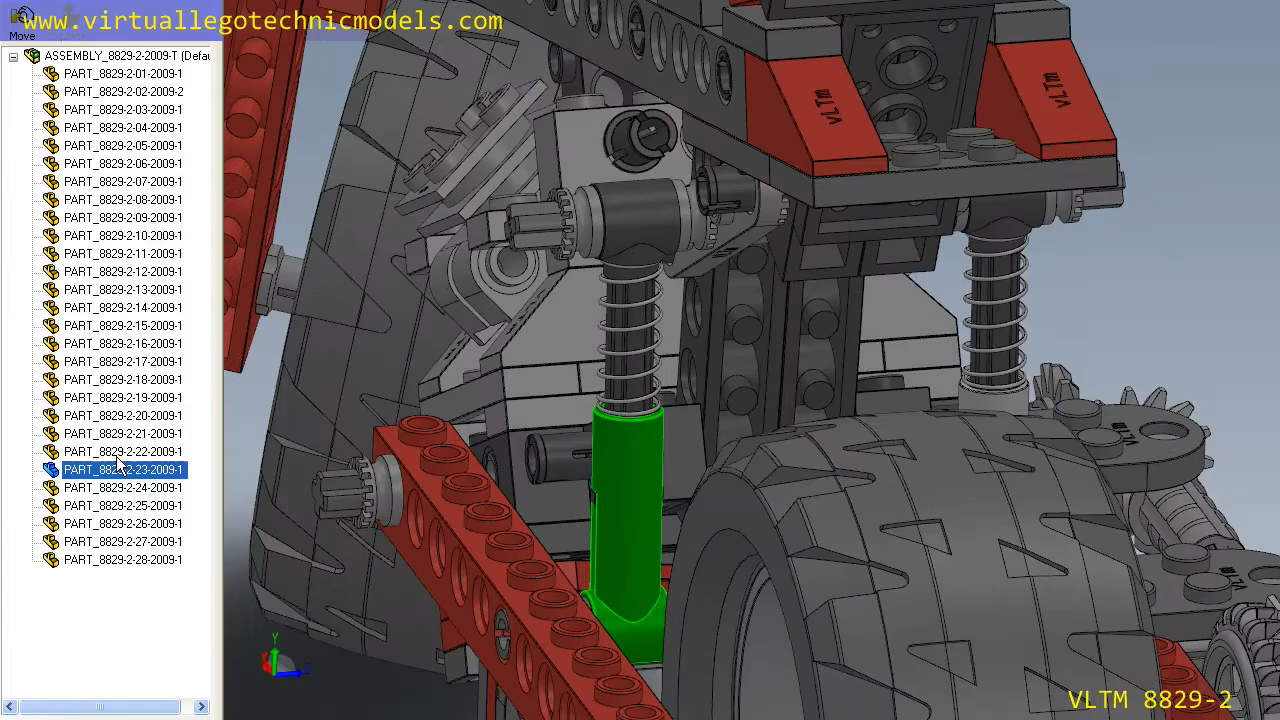 www.virtuallegotechnicmodels.com
Move
ASSEMBLY_8829-2-2009-T (Defau
PART_8829-2-01-2009-1
PART_8829-2-02-2009-2
PART_8829-2-03-2009-1
PART_8829-2-04-2009-1
PART_8829-2-05-2009-1
PART_8829-2-06-2009-1
PART_8829-2-07-2009-1
PART_8829-2-08-2009-1
PART_8829-2-09-2009-1
PART_8829-2-10-2009-1
PART_8829-2-11-2009-1
PART_8829-2-12-2009-1
PART_8829-2-13-2009-1
PART_8829-2-14-2009-1
PART_8829-2-15-2009-1
PART_8829-2-16-2009-1
PART_8829-2-17-2009-1
PART_8829-2-18-2009-1
PART_8829-2-19-2009-1
PART_8829-2-20-2009-1
PART_8829-2-21-2009-1
PART_8829-2-22-2009-1
PART_8829-2-23-2009-1
PART_8829-2-24-2009-1
PART_8829-2-25-2009-1
PART_8829-2-26-2009-1
PART_8829-2-27-2009-1
PART_8829-2-28-2009-1
VLTM
VLTM
VLTM
VLTM
Y
Z
VLTM 8829-2